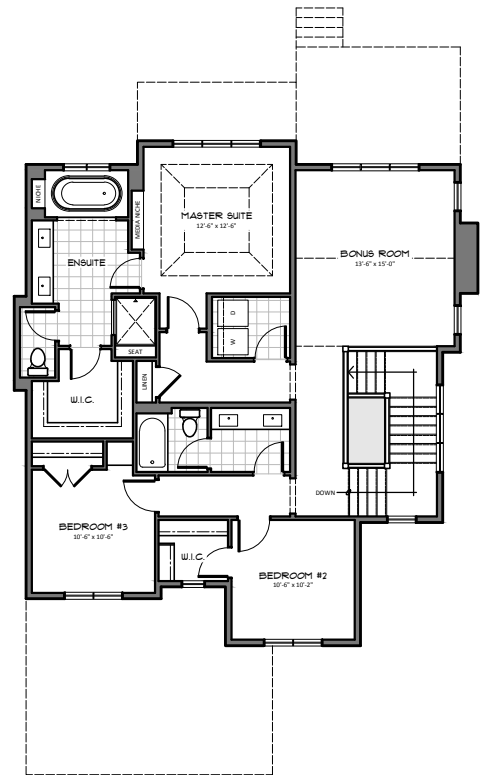 NICHE
MEDIA NICHE
MASTER SUITE
12'-6" x 12'-6"
BONUS ROOM
13'-6" x 15'-0"
ENSUITE
D
W
SEAT
LINEN
W.I.C.
DOWN
BEDROOM #3
10'-6" x 10'-6"
W.I.C.
BEDROOM #2
10'-6" x 10'-2"